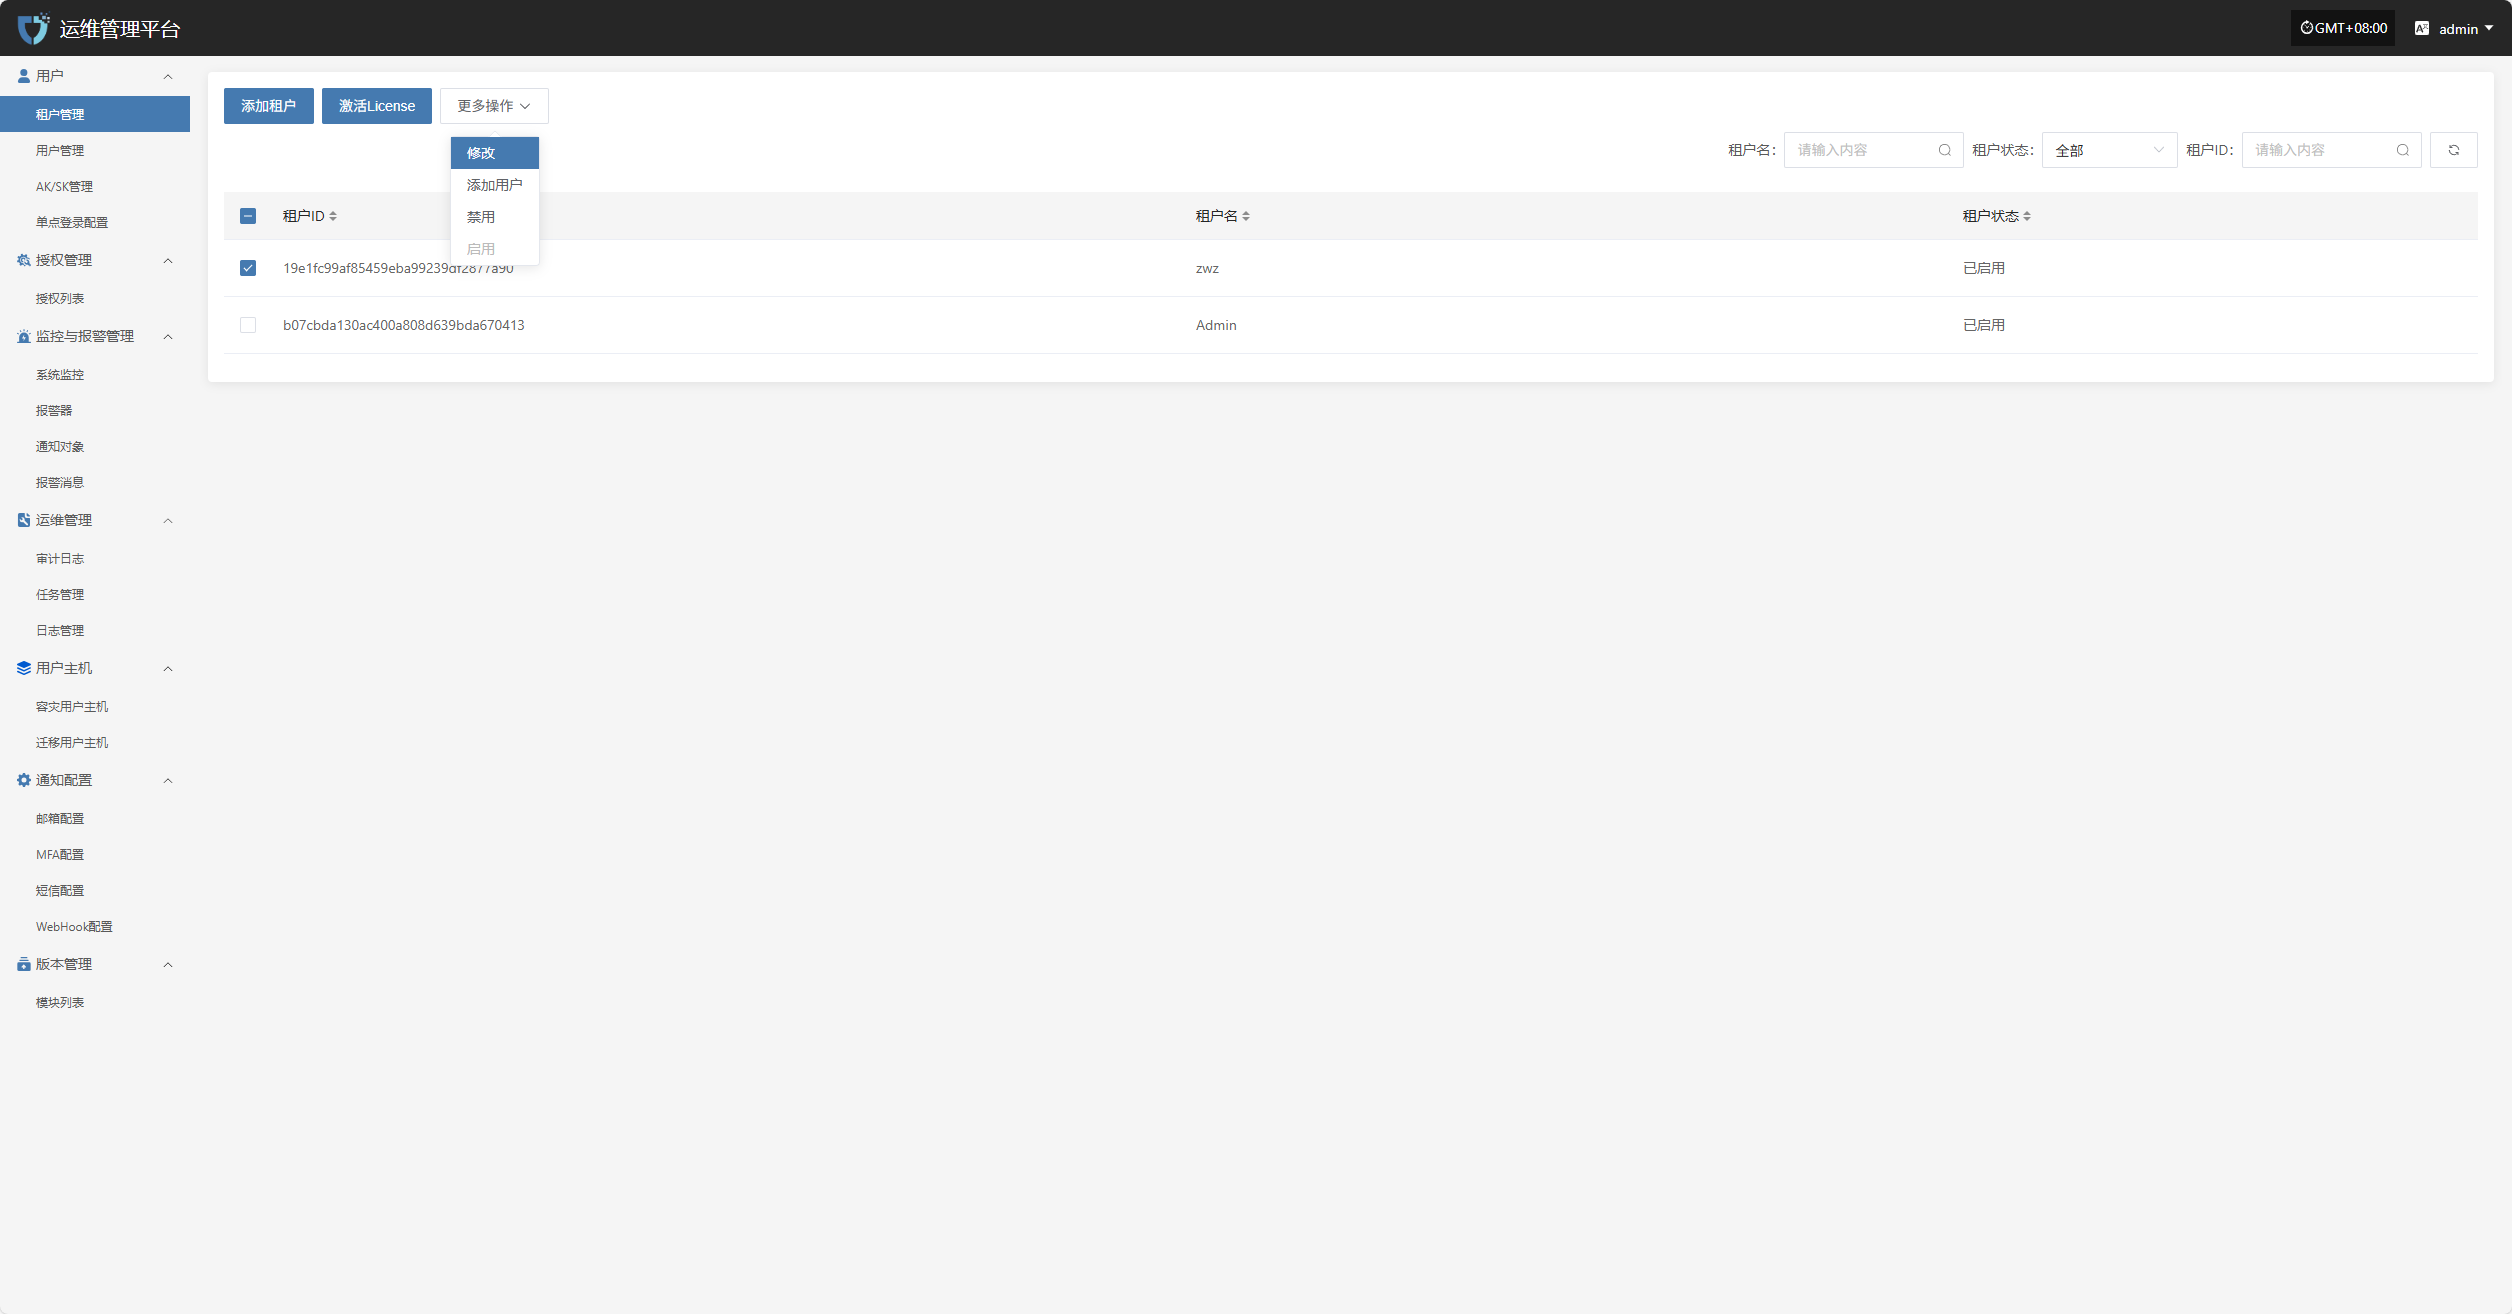 运维管理平台
GMT+08:00
admin
用户
租户管理
用户管理
AK/SK管理
单点登录配置
授权管理
授权列表
监控与报警管理
系统监控
报警器
通知对象
报警消息
运维管理
审计日志
任务管理
日志管理
用户主机
容灾用户主机
迁移用户主机
通知配置
邮箱配置
MFA配置
短信配置
WebHook配置
版本管理
模块列表
添加租户 激活License 更多操作
修改
添加用户
禁用
启用
租户名: 请输入内容 租户状态: 全部 租户ID: 请输入内容
租户ID 租户名 租户状态
19e1fc99af85459eba99239df2877a90 zwz 已启用
b07cbda130ac400a808d639bda670413 Admin 已启用